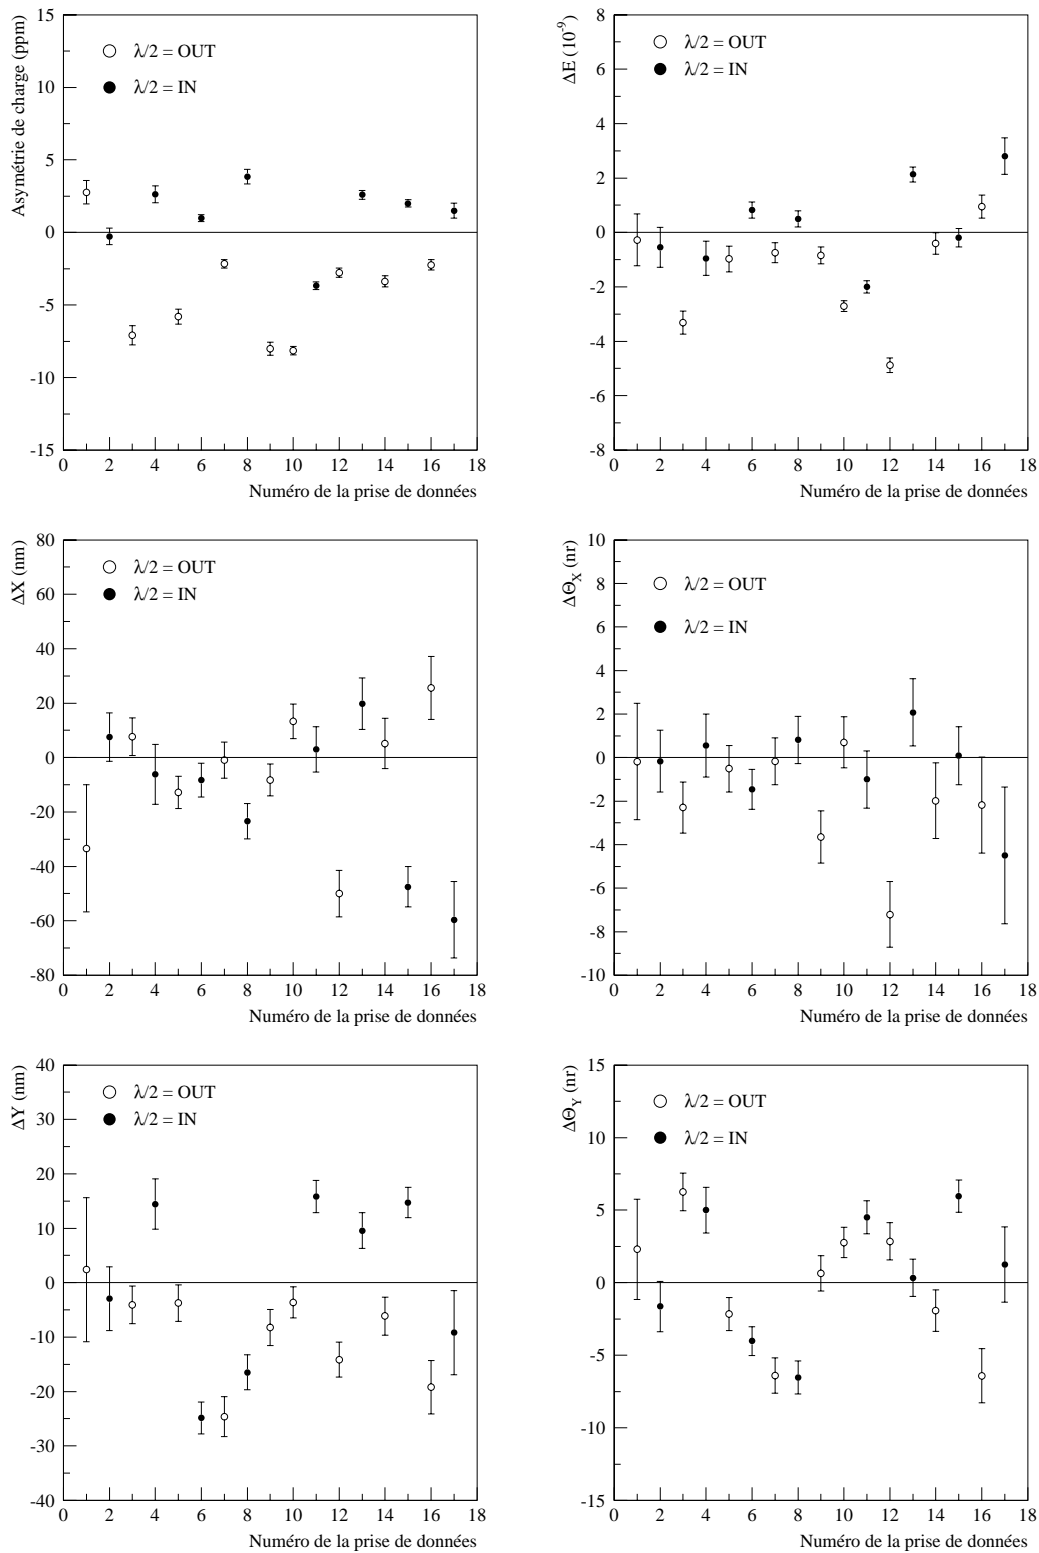 Asymétrie de charge (ppm)
15
10
5
0
-5
-10
-15
λ/2 = OUT
λ/2 = IN
0 2 4 6 8 10 12 14 16 18
Numéro de la prise de données
ΔE (10⁻⁹)
8
6
4
2
0
-2
-4
-6
-8
λ/2 = OUT
λ/2 = IN
0 2 4 6 8 10 12 14 16 18
Numéro de la prise de données
ΔX (nm)
80
60
40
20
0
-20
-40
-60
-80
λ/2 = OUT
λ/2 = IN
0 2 4 6 8 10 12 14 16 18
Numéro de la prise de données
ΔΘ_X (nr)
10
8
6
4
2
0
-2
-4
-6
-8
-10
λ/2 = OUT
λ/2 = IN
0 2 4 6 8 10 12 14 16 18
Numéro de la prise de données
ΔY (nm)
40
30
20
10
0
-10
-20
-30
-40
λ/2 = OUT
λ/2 = IN
0 2 4 6 8 10 12 14 16 18
Numéro de la prise de données
ΔΘ_Y (nr)
15
10
5
0
-5
-10
-15
λ/2 = OUT
λ/2 = IN
0 2 4 6 8 10 12 14 16 18
Numéro de la prise de données